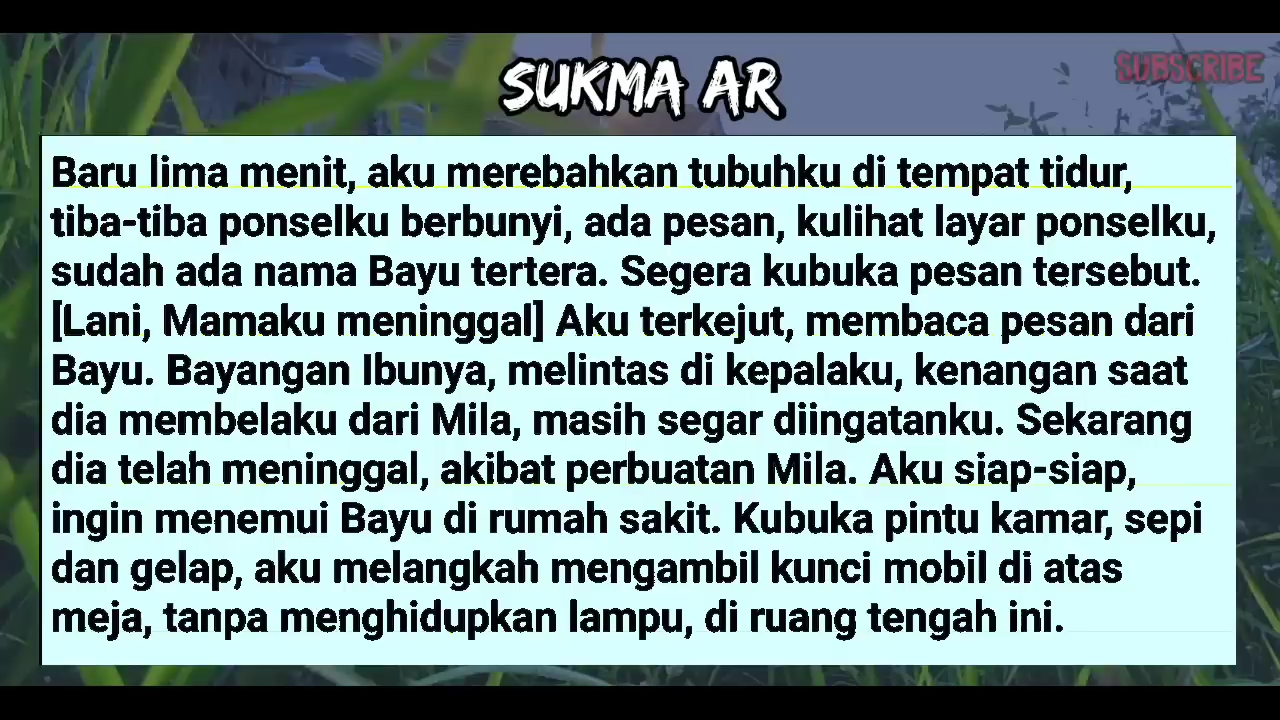 SUKMA AR
SUBSCRIBE
Baru lima menit, aku merebahkan tubuhku di tempat tidur,
tiba-tiba ponselku berbunyi, ada pesan, kulihat layar ponselku,
sudah ada nama Bayu tertera. Segera kubuka pesan tersebut.
[Lani, Mamaku meninggal] Aku terkejut, membaca pesan dari
Bayu. Bayangan Ibunya, melintas di kepalaku, kenangan saat
dia membelaku dari Mila, masih segar diingatanku. Sekarang
dia telah meninggal, akibat perbuatan Mila. Aku siap-siap,
ingin menemui Bayu di rumah sakit. Kubuka pintu kamar, sepi
dan gelap, aku melangkah mengambil kunci mobil di atas
meja, tanpa menghidupkan lampu, di ruang tengah ini.